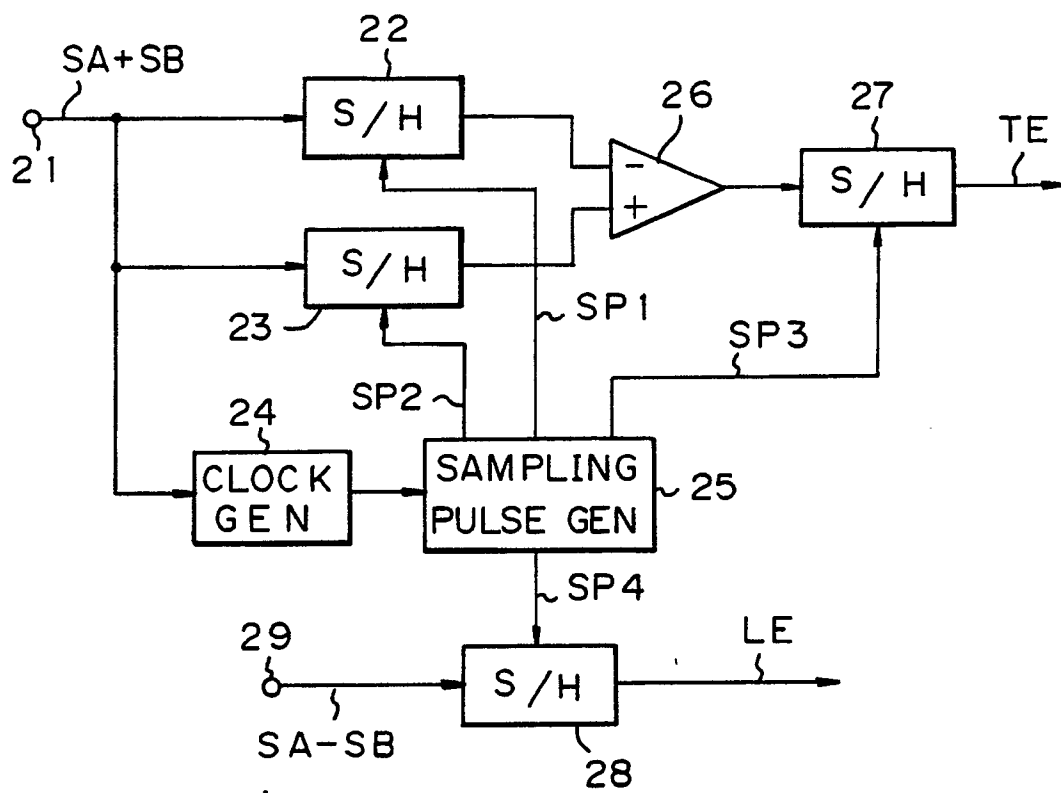 22
SA+SB
S/H
26
27
TE
21
-
+
S/H
S/H
23
SP1
SP3
SP2
24
CLOCK
GEN
SAMPLING
PULSE GEN
25
SP4
29
LE
S/H
SA-SB
28